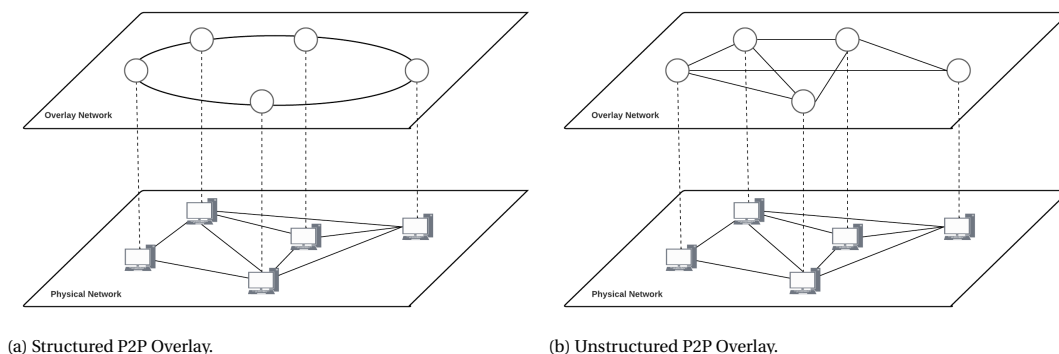 Overlay Network
Physical Network
(a) Structured P2P Overlay.
Overlay Network
Physical Network
(b) Unstructured P2P Overlay.